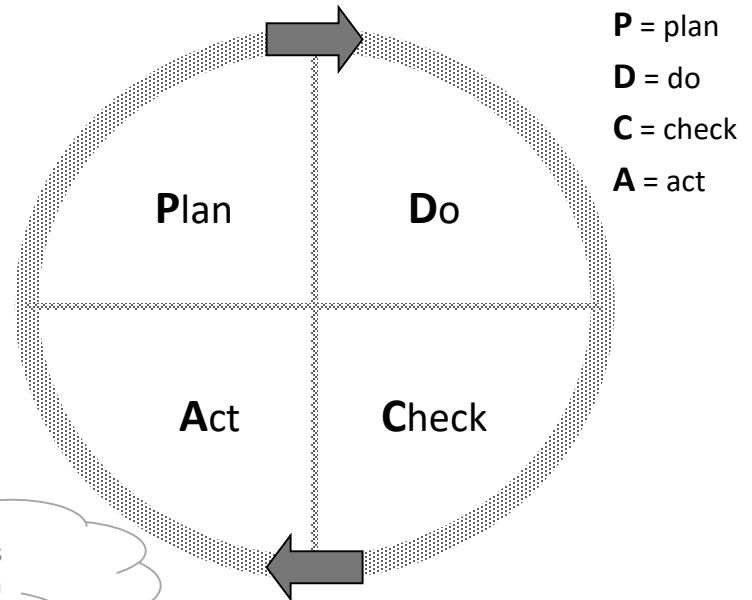 P = plan
D = do
C = check
A = act
Plan
Do
Act
Check